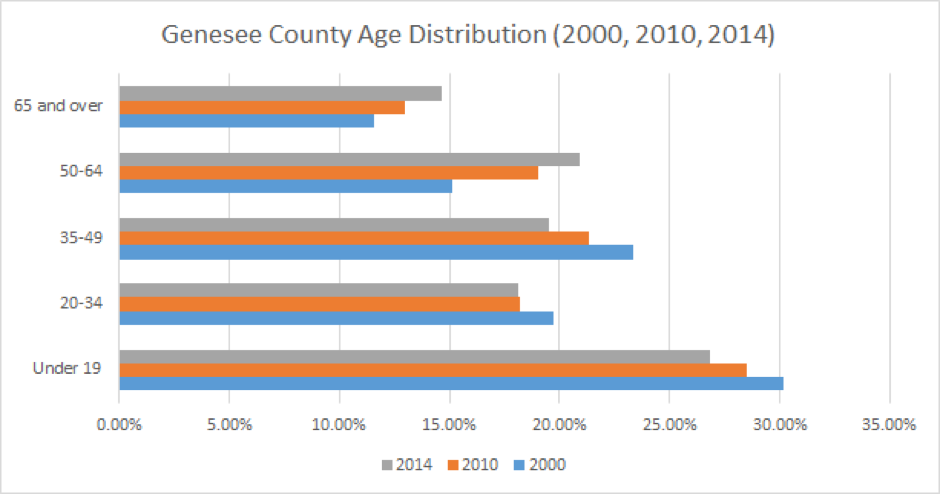 Genesee County Age Distribution (2000, 2010, 2014)
65 and over
50-64
35-49
20-34
Under 19
0.00% 5.00% 10.00% 15.00% 20.00% 25.00% 30.00% 35.00%
2014 2010 2000